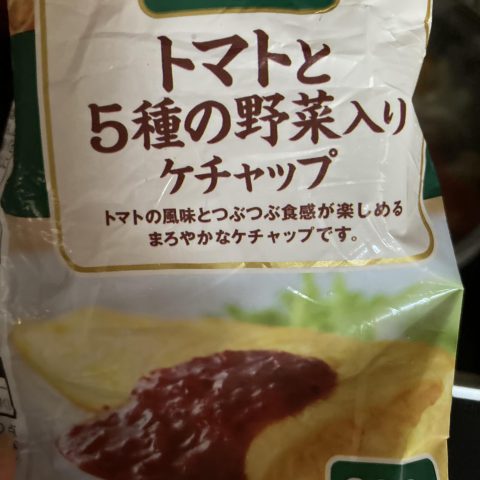 トマトと
5種の野菜入り
ケチャップ
トマトの風味とつぶつぶ食感が楽しめる
まろやかなケチャップです。